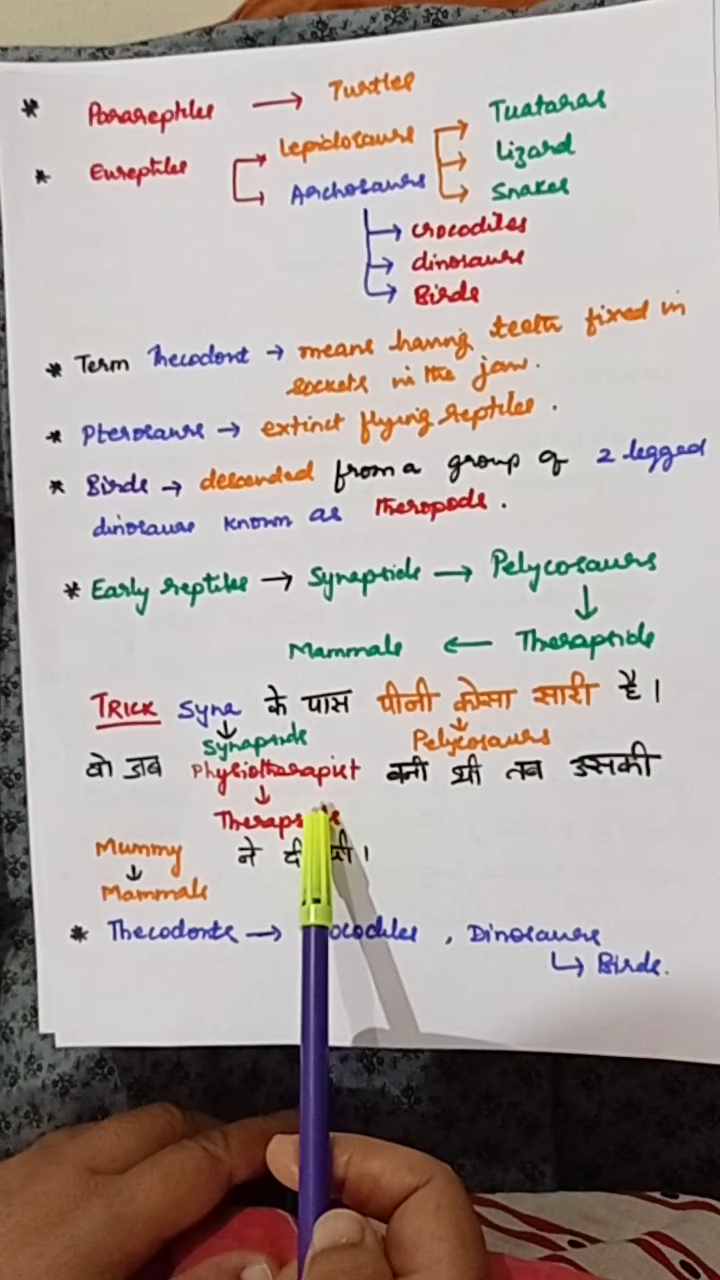 * Parareptiles → Turtles
* Eureptiles Lepidosaurs Tuataras
Archosaurs Lizard
Snakes
crocodiles
dinosaurs
Birds
* Term Thecodont → means having teeth fixed in
sockets in the jaw.
* Pterosaurs → extinct flying reptiles.
* Birds → descended from a group of 2 legged
dinosaurs known as theropods.
* Early reptiles → Synapsids → Pelycosaurs
↓
Mammals ← Therapsids
TRICK Syna के पास पीली कोसा सारी है।
↓ ↓
Synapsids Pelycosaurs
वो जब Physiotherapist बनी थी तब उसकी
↓
Mummy ने थी।
↓
Mammals
* Thecodonts → , Dinosaurs
↳ Birds.